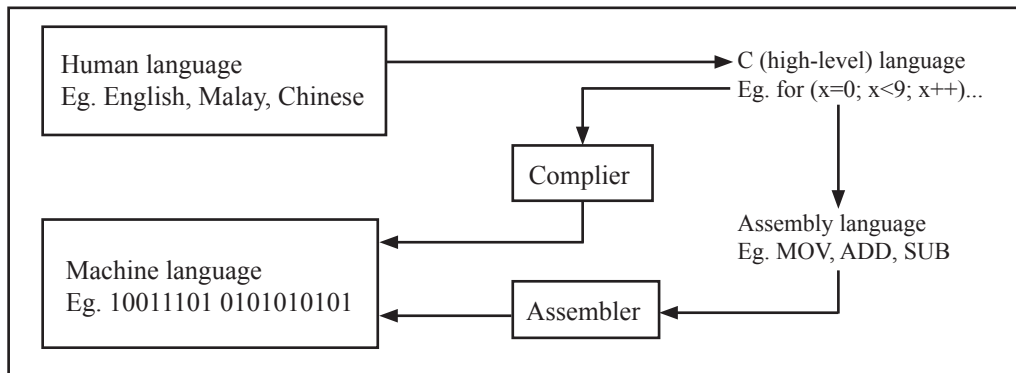 Human language
Eg. English, Malay, Chinese
C (high-level) language
Eg. for (x=0; x<9; x++)...
Complier
Assembly language
Eg. MOV, ADD, SUB
Machine language
Eg. 10011101 0101010101
Assembler